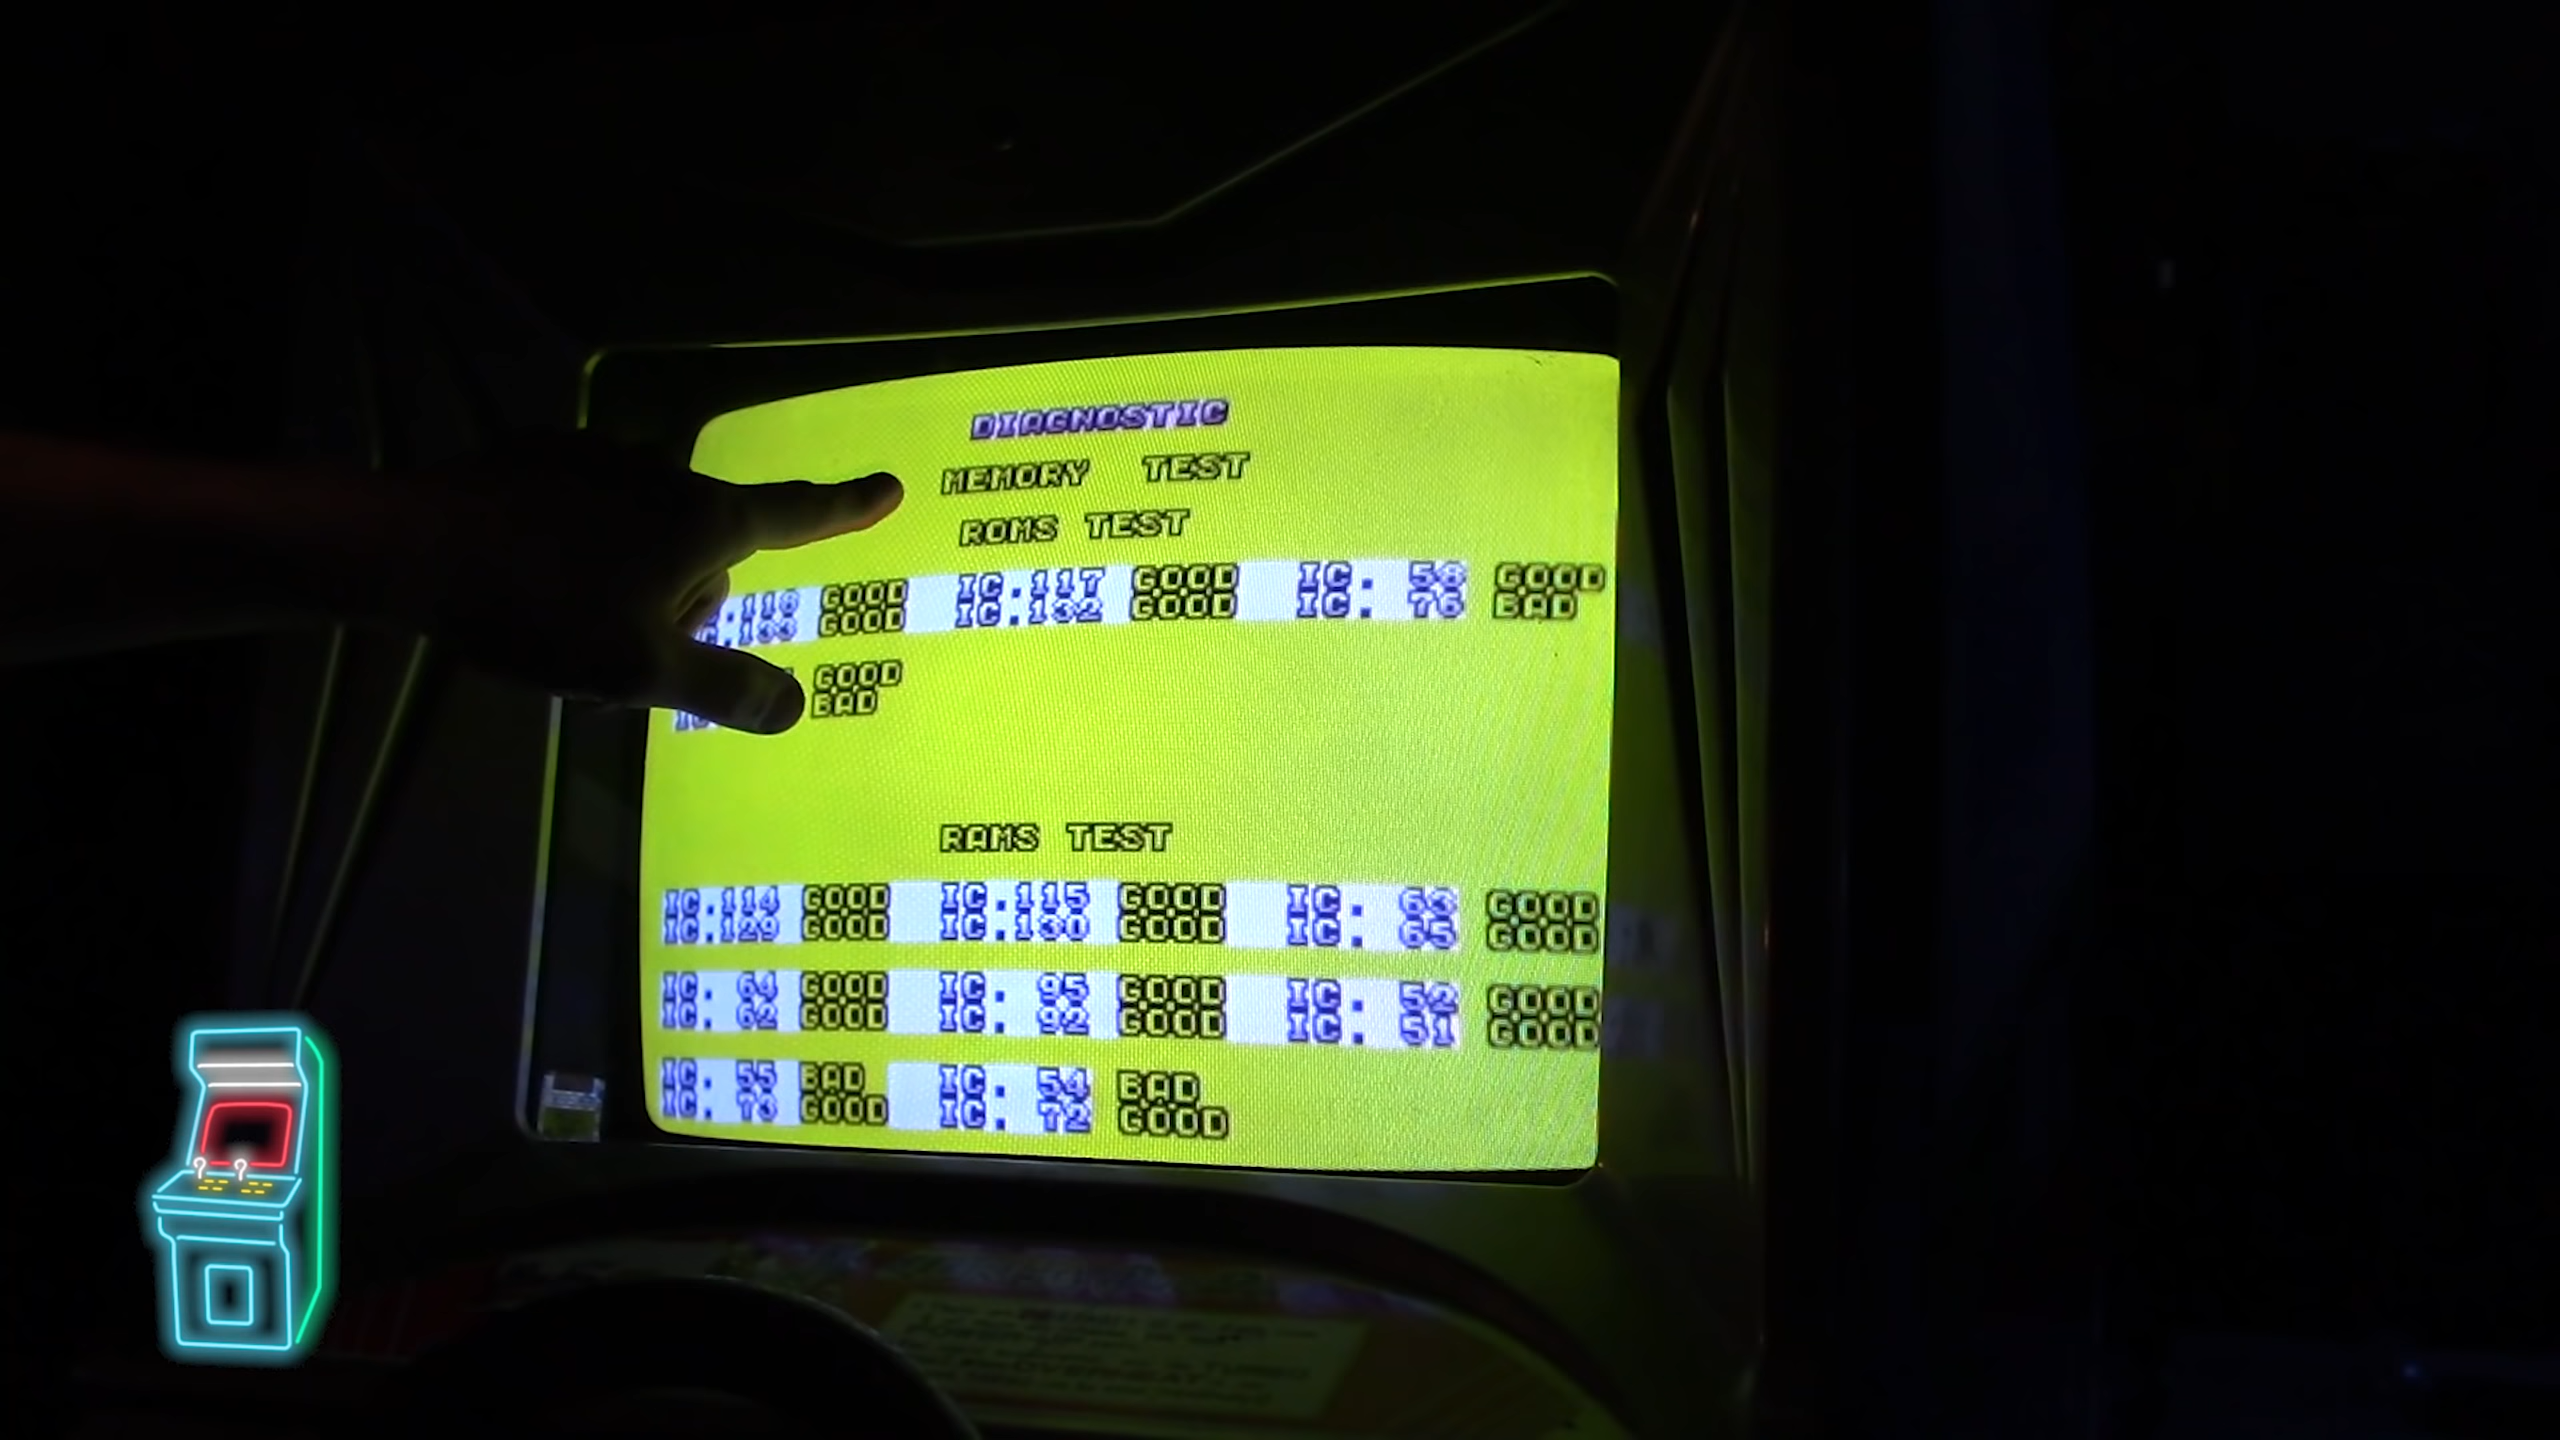 DIAGNOSTIC
MEMORY TEST
ROMS TEST
.118 GOOD IC.117 GOOD IC. 58 GOOD
C.133 GOOD IC.132 GOOD IC. 76 BAD
GOOD
BAD
RAMS TEST
IC.114 GOOD IC.115 GOOD IC. 63 GOOD
IC.129 GOOD IC.130 GOOD IC. 65 GOOD
IC. 64 GOOD IC. 95 GOOD IC. 52 GOOD
IC. 62 GOOD IC. 92 GOOD IC. 51 GOOD
IC. 55 BAD IC. 54 BAD
IC. 73 GOOD IC. 72 GOOD